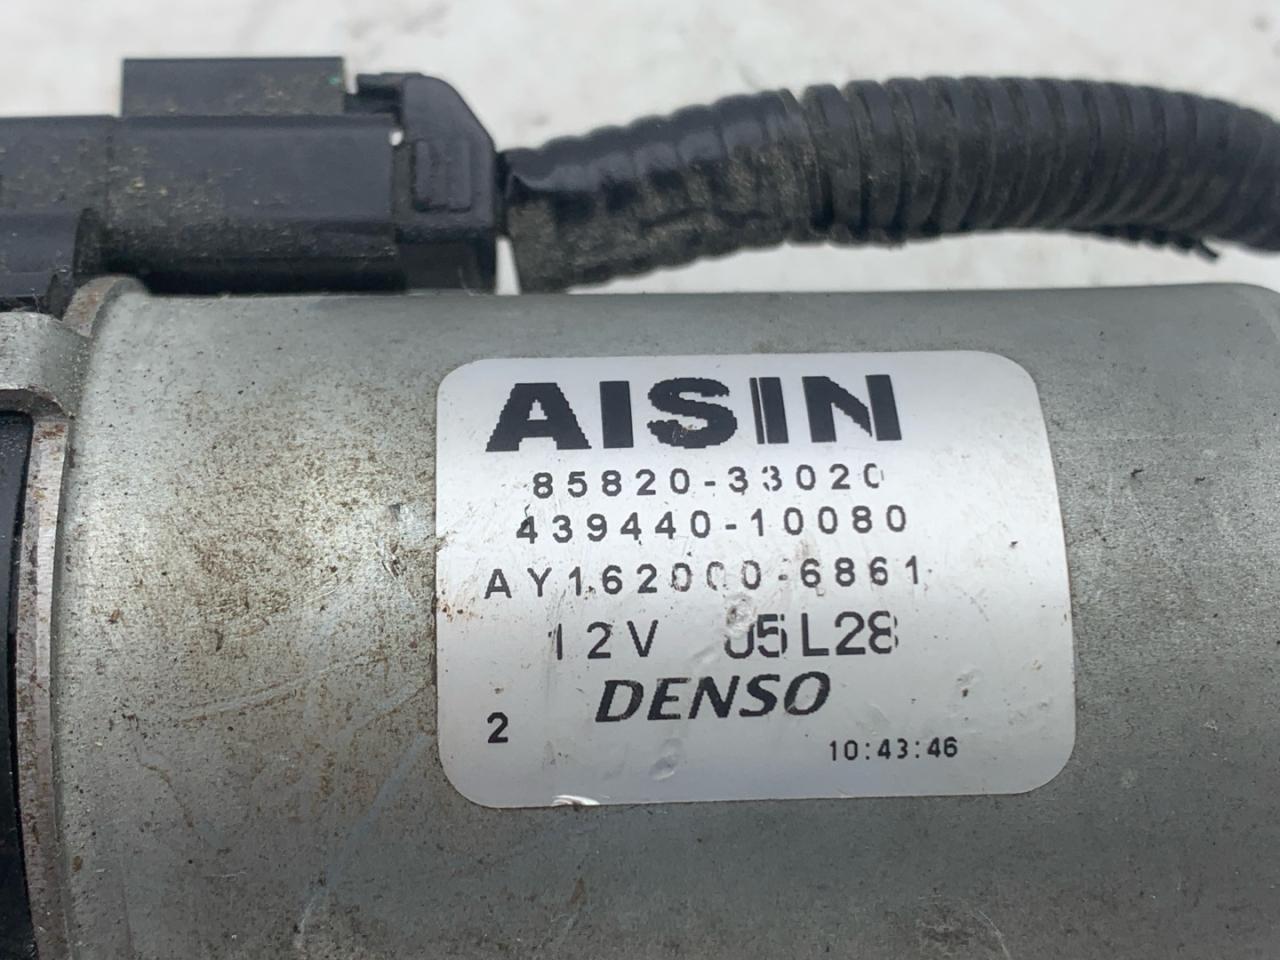 AISIN
85820-33020
439440-10080
AY162000-6861
12V 05L28
DENSO
2
10:43:46